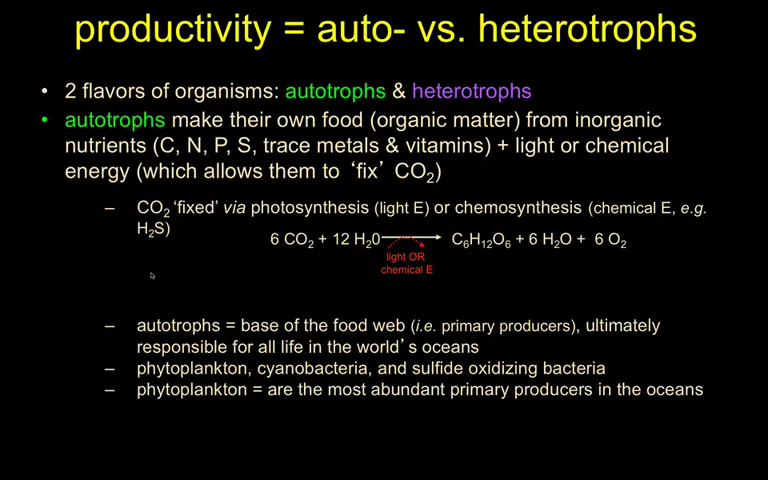 productivity = auto- vs. heterotrophs
• 2 flavors of organisms: autotrophs & heterotrophs
• autotrophs make their own food (organic matter) from inorganic
nutrients (C, N, P, S, trace metals & vitamins) + light or chemical
energy (which allows them to ‘fix’ CO₂)
– CO₂ ‘fixed’ via photosynthesis (light E) or chemosynthesis (chemical E, e.g.
H₂S)
6 CO₂ + 12 H₂0 → C₆H₁₂O₆ + 6 H₂O + 6 O₂
light OR
chemical E
– autotrophs = base of the food web (i.e. primary producers), ultimately
responsible for all life in the world’s oceans
– phytoplankton, cyanobacteria, and sulfide oxidizing bacteria
– phytoplankton = are the most abundant primary producers in the oceans